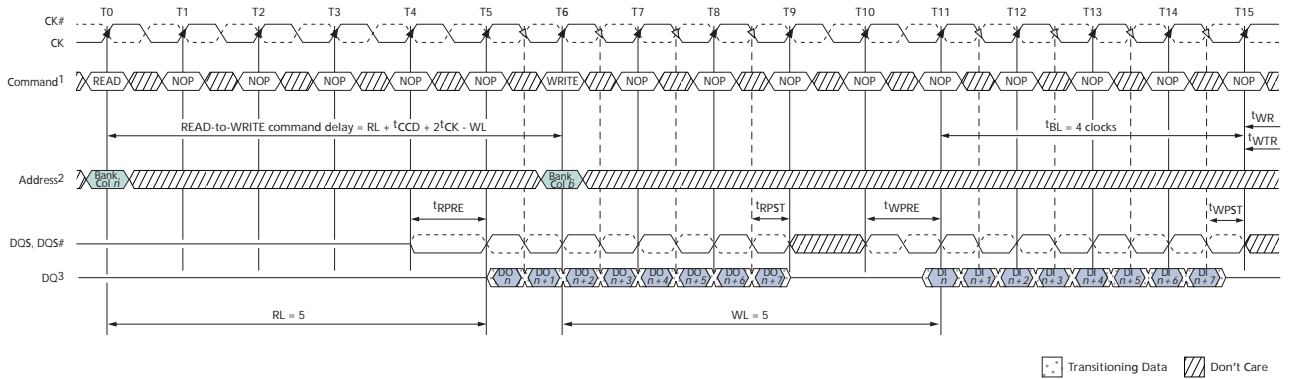 T0 T1 T2 T3 T4 T5 T6 T7 T8 T9 T10 T11 T12 T13 T14 T15
CK#
CK
Command1 READ NOP NOP NOP NOP NOP WRITE NOP NOP NOP NOP NOP NOP NOP NOP NOP
READ-to-WRITE command delay = RL + tCCD + 2tCK - WL tBL = 4 clocks tWR
tWTR
Address2 Bank, Col n Bank, Col b
tRPRE tRPST tWPRE tWPST
DQS, DQS#
DQ3 DO n DO n + 1 DO n + 2 DO n + 3 DO n + 4 DO n + 5 DO n + 6 DO n + 7 DI n DI n + 1 DI n + 2 DI n + 3 DI n + 4 DI n + 5 DI n + 6 DI n + 7
RL = 5 WL = 5
Transitioning Data Don't Care